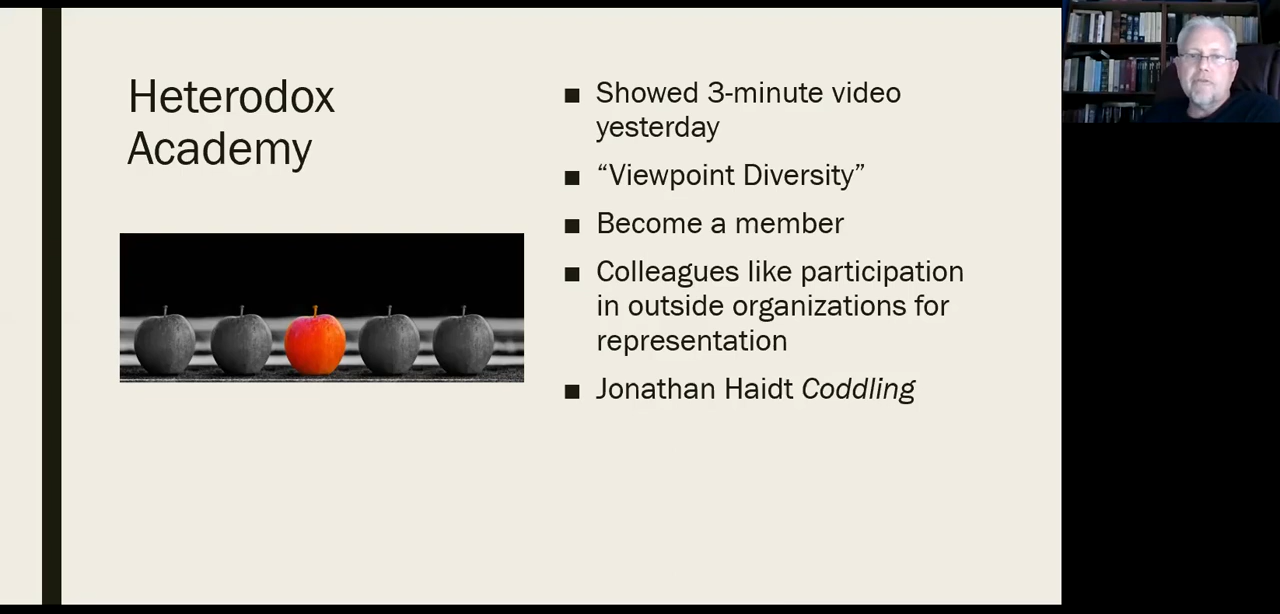 Heterodox
Academy
■ Showed 3-minute video
yesterday
■ “Viewpoint Diversity”
■ Become a member
■ Colleagues like participation
in outside organizations for
representation
■ Jonathan Haidt Coddling